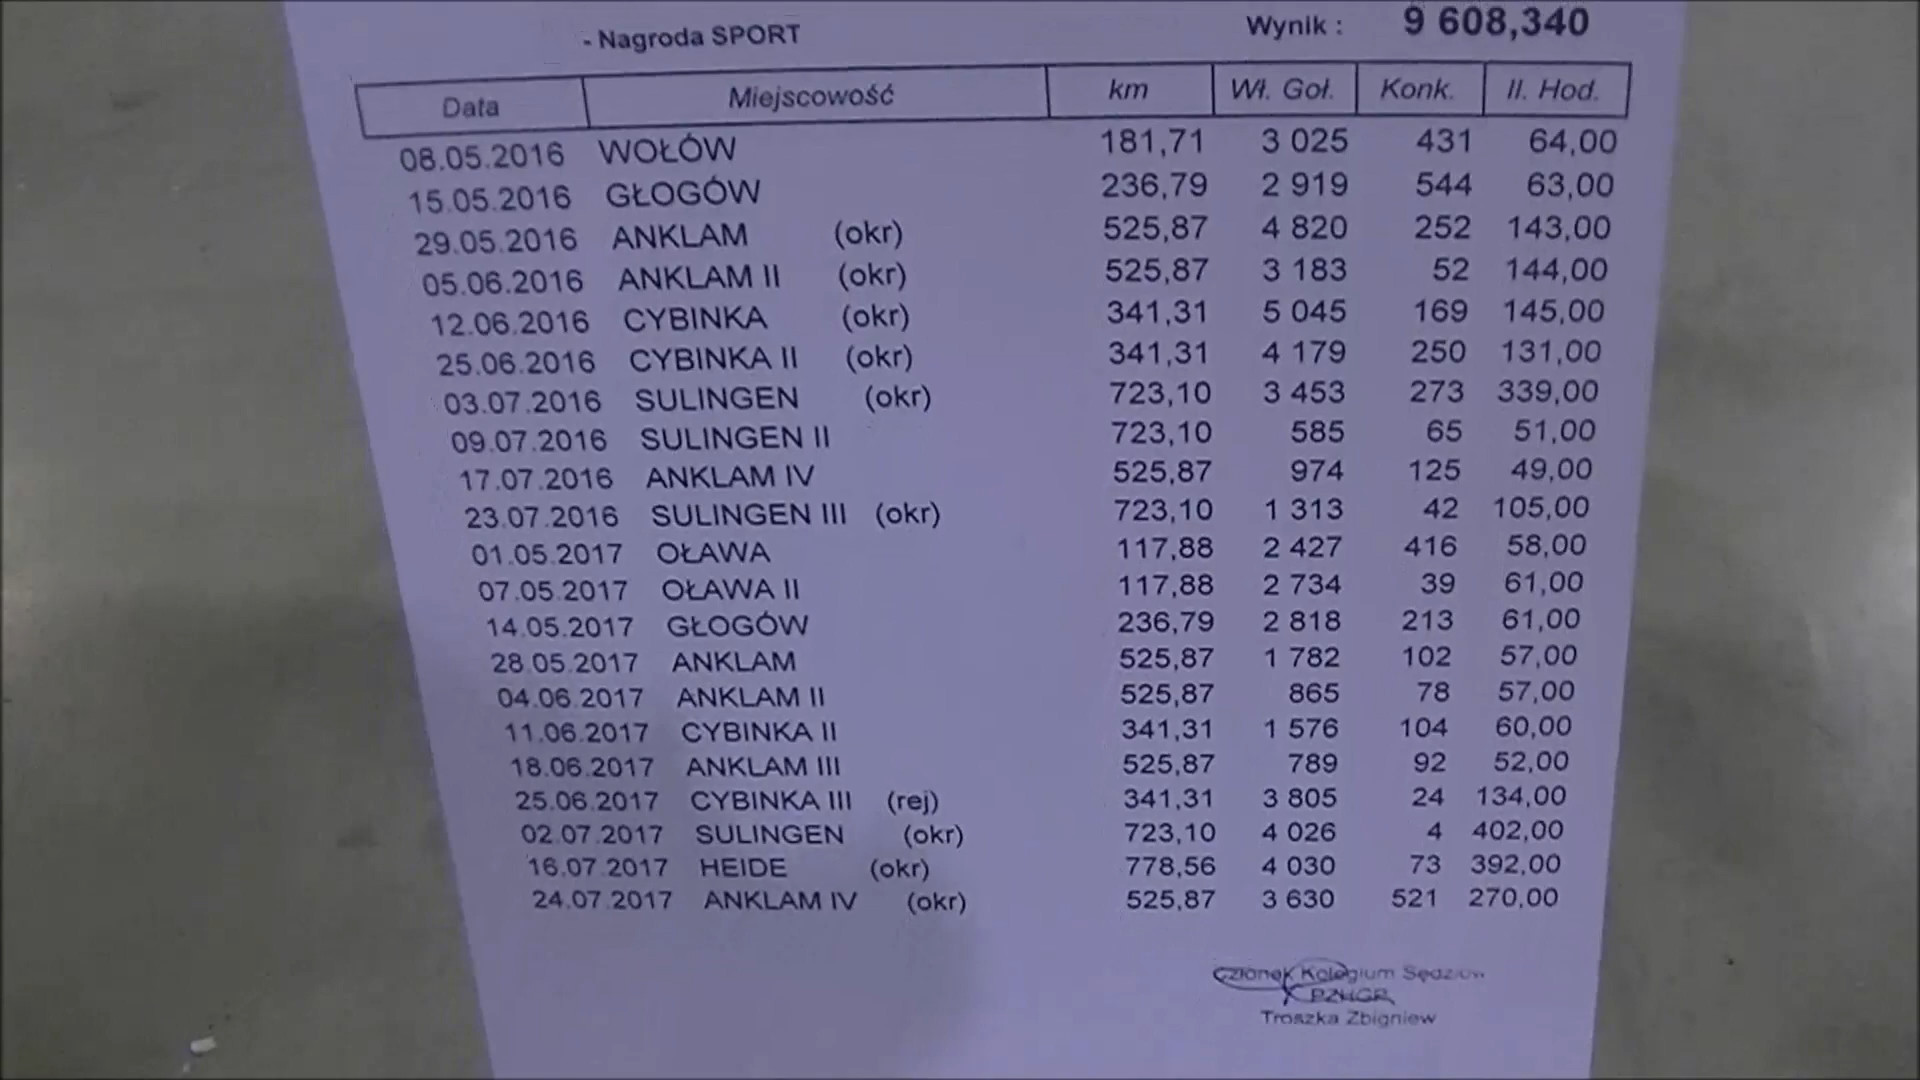 - Nagroda SPORT Wynik : 9 608,340
Data Miejscowość km Wł. Goł. Konk. Il. Hod.
08.05.2016 WOŁÓW 181,71 3 025 431 64,00
15.05.2016 GŁOGÓW 236,79 2 919 544 63,00
29.05.2016 ANKLAM (okr) 525,87 4 820 252 143,00
05.06.2016 ANKLAM II (okr) 525,87 3 183 52 144,00
12.06.2016 CYBINKA (okr) 341,31 5 045 169 145,00
25.06.2016 CYBINKA II (okr) 341,31 4 179 250 131,00
03.07.2016 SULINGEN (okr) 723,10 3 453 273 339,00
09.07.2016 SULINGEN II 723,10 585 65 51,00
17.07.2016 ANKLAM IV 525,87 974 125 49,00
23.07.2016 SULINGEN III (okr) 723,10 1 313 42 105,00
01.05.2017 OŁAWA 117,88 2 427 416 58,00
07.05.2017 OŁAWA II 117,88 2 734 39 61,00
14.05.2017 GŁOGÓW 236,79 2 818 213 61,00
28.05.2017 ANKLAM 525,87 1 782 102 57,00
04.06.2017 ANKLAM II 525,87 865 78 57,00
11.06.2017 CYBINKA II 341,31 1 576 104 60,00
18.06.2017 ANKLAM III 525,87 789 92 52,00
25.06.2017 CYBINKA III (rej) 341,31 3 805 24 134,00
02.07.2017 SULINGEN (okr) 723,10 4 026 4 402,00
16.07.2017 HEIDE (okr) 778,56 4 030 73 392,00
24.07.2017 ANKLAM IV (okr) 525,87 3 630 521 270,00
Członek Kolegium Sędziów
PZHGP
Troszka Zbigniew